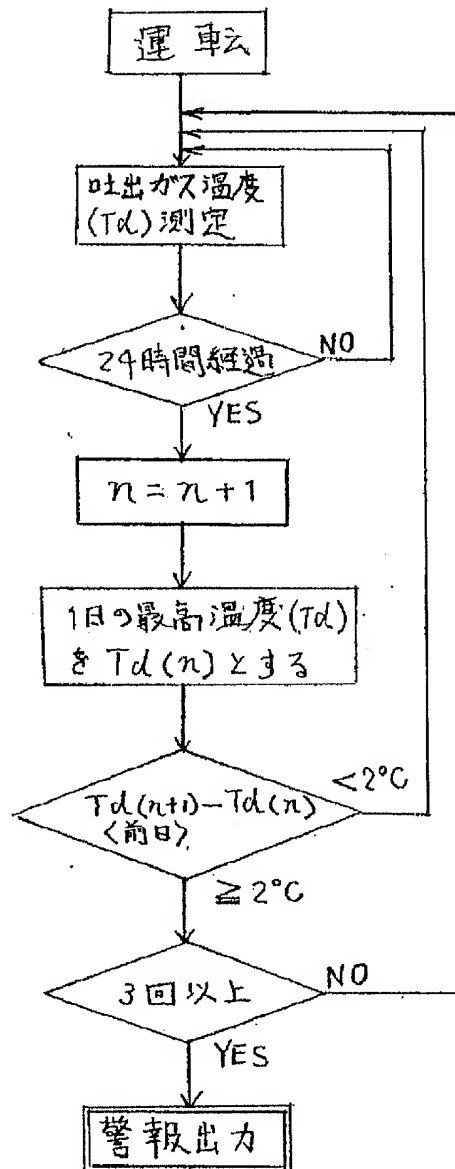 運転
吐出ガス温度
(Td)測定
24時間経過
NO
YES
n=n+1
1日の最高温度(Td)
をTd(n)とする
<2°C
Td(n+1)-Td(n)
<前日>
≧2°C
3回以上
NO
YES
警報出力